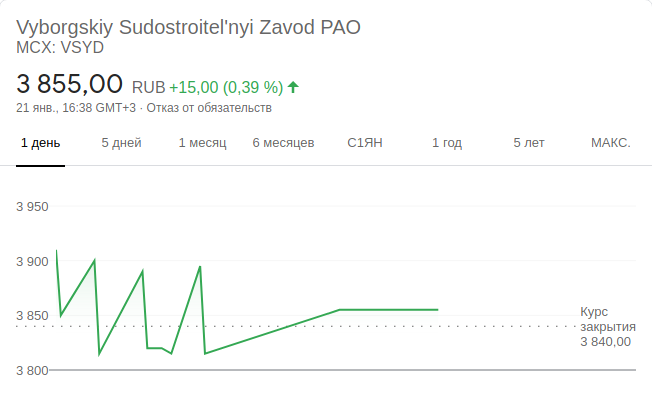 Vyborgskiy Sudostroitel'nyi Zavod PAO
MCX: VSYD
3 855,00 RUB +15,00 (0,39 %)
21 янв., 16:38 GMT+3 · Отказ от обязательств
1 день 5 дней 1 месяц 6 месяцев С1ЯН 1 год 5 лет МАКС.
3 950
3 900
3 850
3 800
Курс
закрытия
3 840,00